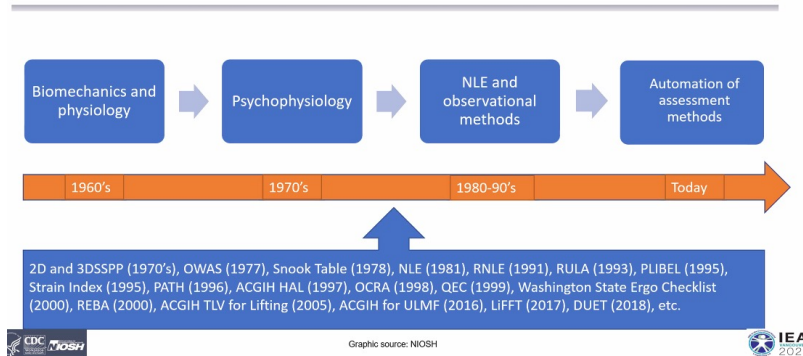 Biomechanics and
physiology
Psychophysiology
NLE and
observational
methods
Automation of
assessment
methods
1960's
1970's
1980-90's
Today
2D and 3DSSPP (1970's), OWAS (1977), Snook Table (1978), NLE (1981), RNLE (1991), RULA (1993), PLIBEL (1995),
Strain Index (1995), PATH (1996), ACGIH HAL (1997), OCRA (1998), QEC (1999), Washington State Ergo Checklist
(2000), REBA (2000), ACGIH TLV for Lifting (2005), ACGIH for ULMF (2016), LiFFT (2017), DUET (2018), etc.
CDC
NIOSH
Graphic source: NIOSH
IEA
202